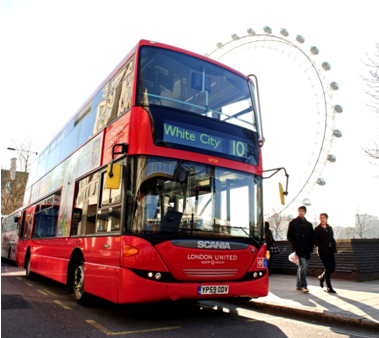 White City 10
SCANIA
LONDON UNITED
YP59 ODV